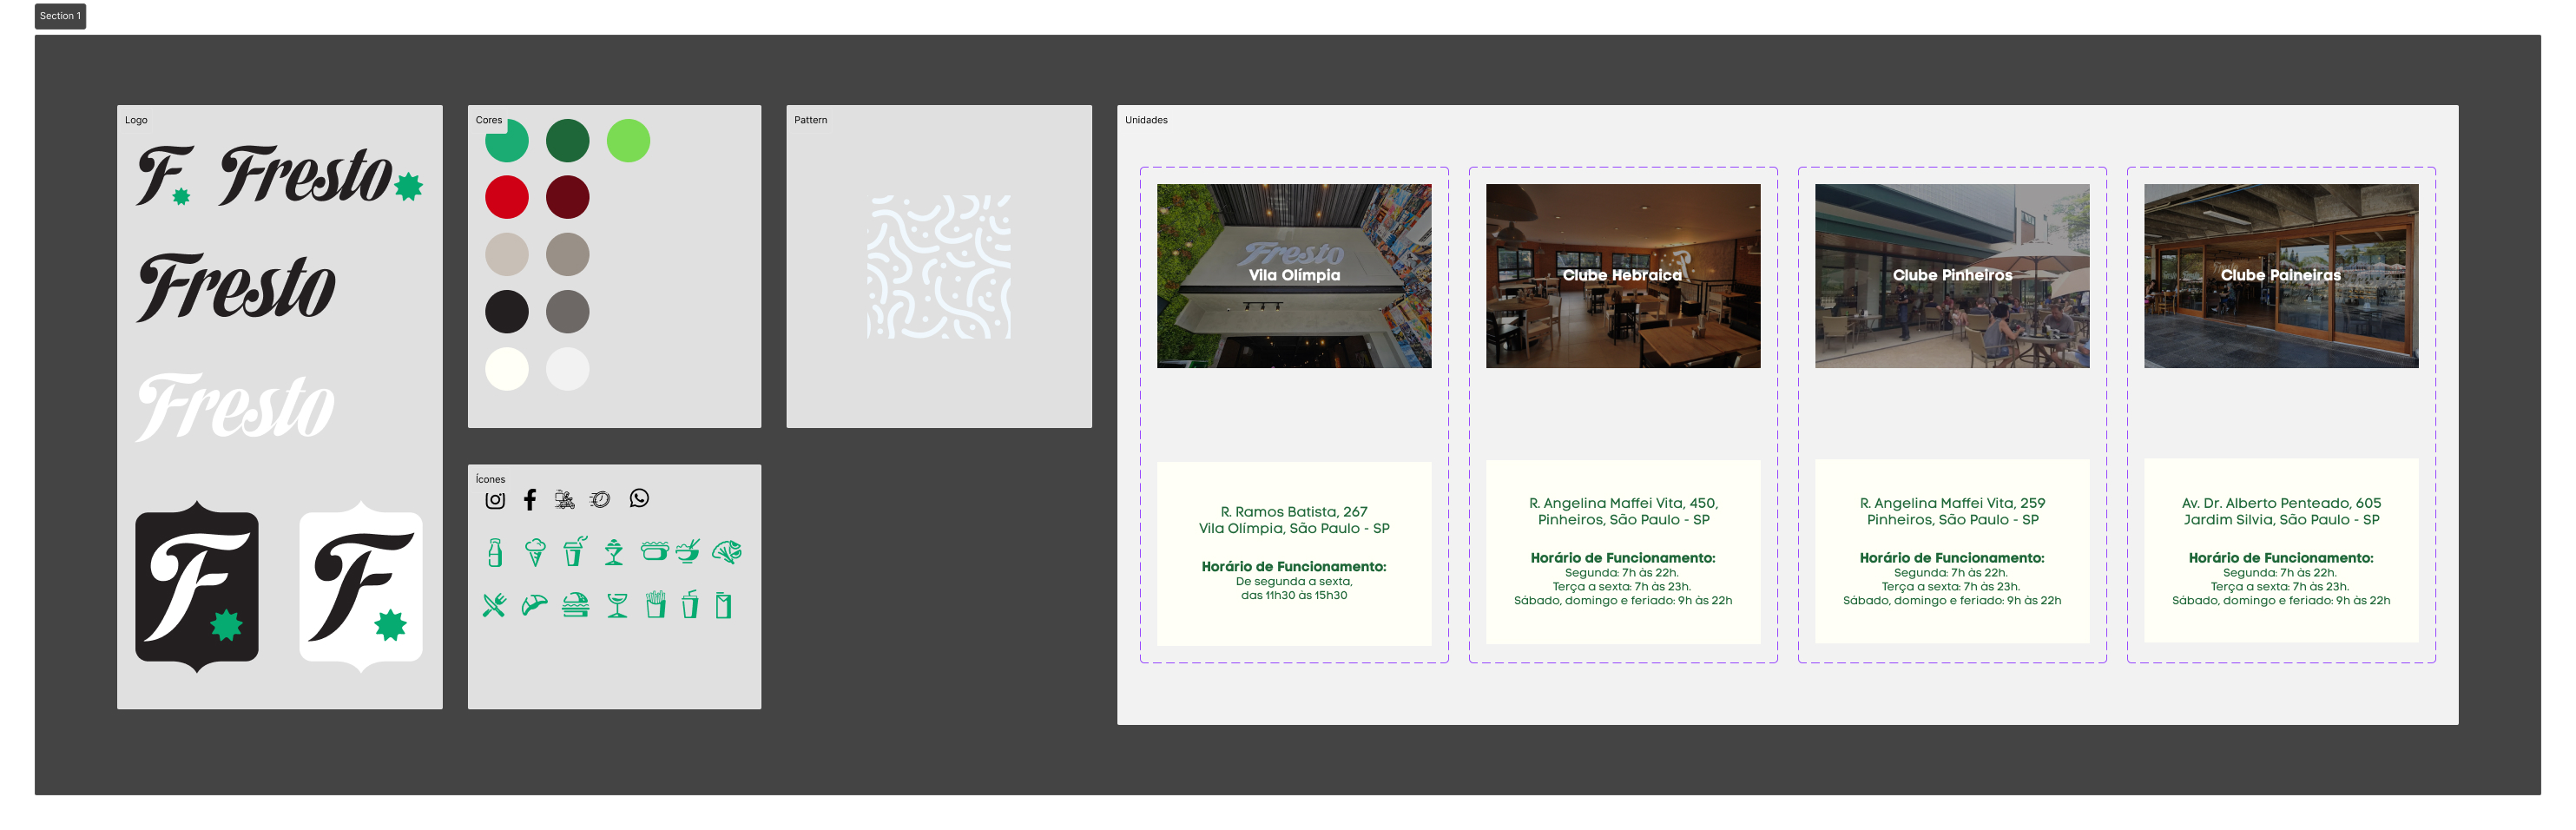 Section 1
Logo
F
Fresto
Fresto
Fresto
F
F
Cores
Ícones
Pattern
Unidades
Fresto
Vila Olímpia
R. Ramos Batista, 267
Vila Olímpia, São Paulo - SP
Horário de Funcionamento:
De segunda a sexta,
das 11h30 às 15h30
Clube Hebraica
R. Angelina Maffei Vita, 450,
Pinheiros, São Paulo - SP
Horário de Funcionamento:
Segunda: 7h às 22h.
Terça a sexta: 7h às 23h.
Sábado, domingo e feriado: 9h às 22h
Clube Pinheiros
R. Angelina Maffei Vita, 259
Pinheiros, São Paulo - SP
Horário de Funcionamento:
Segunda: 7h às 22h.
Terça a sexta: 7h às 23h.
Sábado, domingo e feriado: 9h às 22h
Clube Paineiras
Av. Dr. Alberto Penteado, 605
Jardim Silvia, São Paulo - SP
Horário de Funcionamento:
Segunda: 7h às 22h.
Terça a sexta: 7h às 23h.
Sábado, domingo e feriado: 9h às 22h